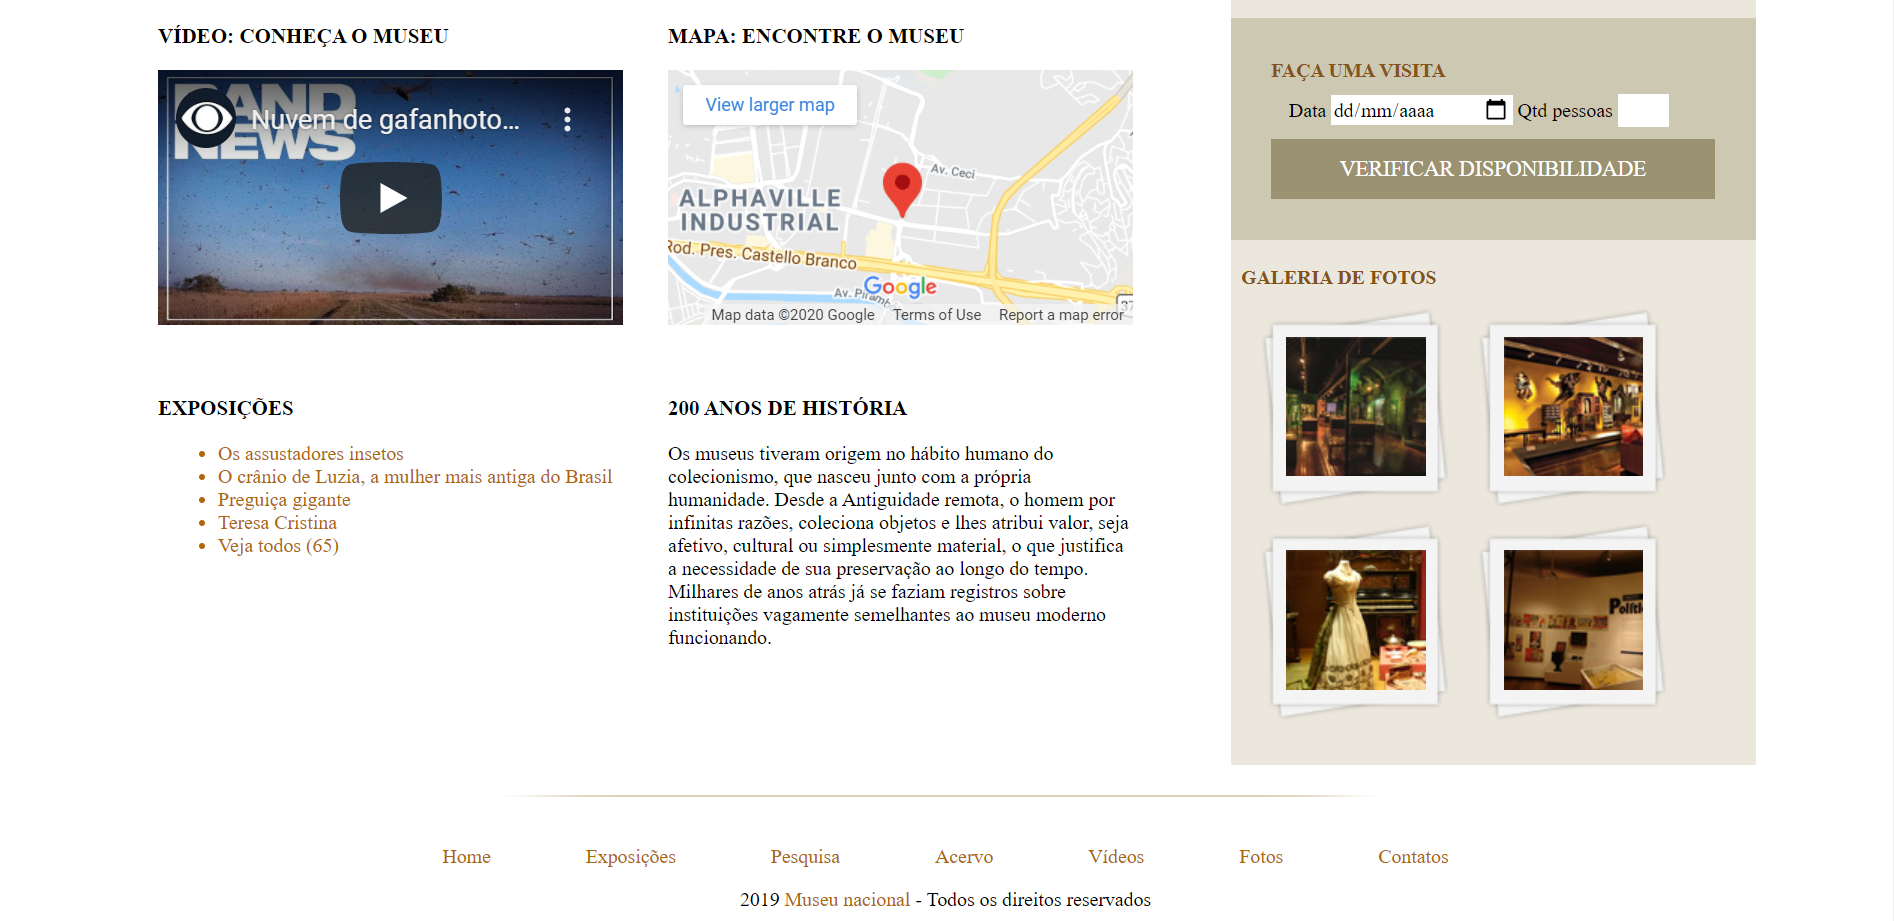 VÍDEO: CONHEÇA O MUSEU
BAND
NEWS
Nuvem de gafanhoto...
MAPA: ENCONTRE O MUSEU
View larger map
Av. Ceci
ALPHAVILLE
INDUSTRIAL
Rod. Pres. Castello Branco
Av. Piramb
Google
37
Map data ©2020 Google Terms of Use Report a map error
EXPOSIÇÕES
Os assustadores insetos
O crânio de Luzia, a mulher mais antiga do Brasil
Preguiça gigante
Teresa Cristina
Veja todos (65)
200 ANOS DE HISTÓRIA
Os museus tiveram origem no hábito humano do
colecionismo, que nasceu junto com a própria
humanidade. Desde a Antiguidade remota, o homem por
infinitas razões, coleciona objetos e lhes atribui valor, seja
afetivo, cultural ou simplesmente material, o que justifica
a necessidade de sua preservação ao longo do tempo.
Milhares de anos atrás já se faziam registros sobre
instituições vagamente semelhantes ao museu moderno
funcionando.
FAÇA UMA VISITA
Data dd/mm/aaaa Qtd pessoas
VERIFICAR DISPONIBILIDADE
GALERIA DE FOTOS
Políti
Home Exposições Pesquisa Acervo Vídeos Fotos Contatos
2019 Museu nacional - Todos os direitos reservados